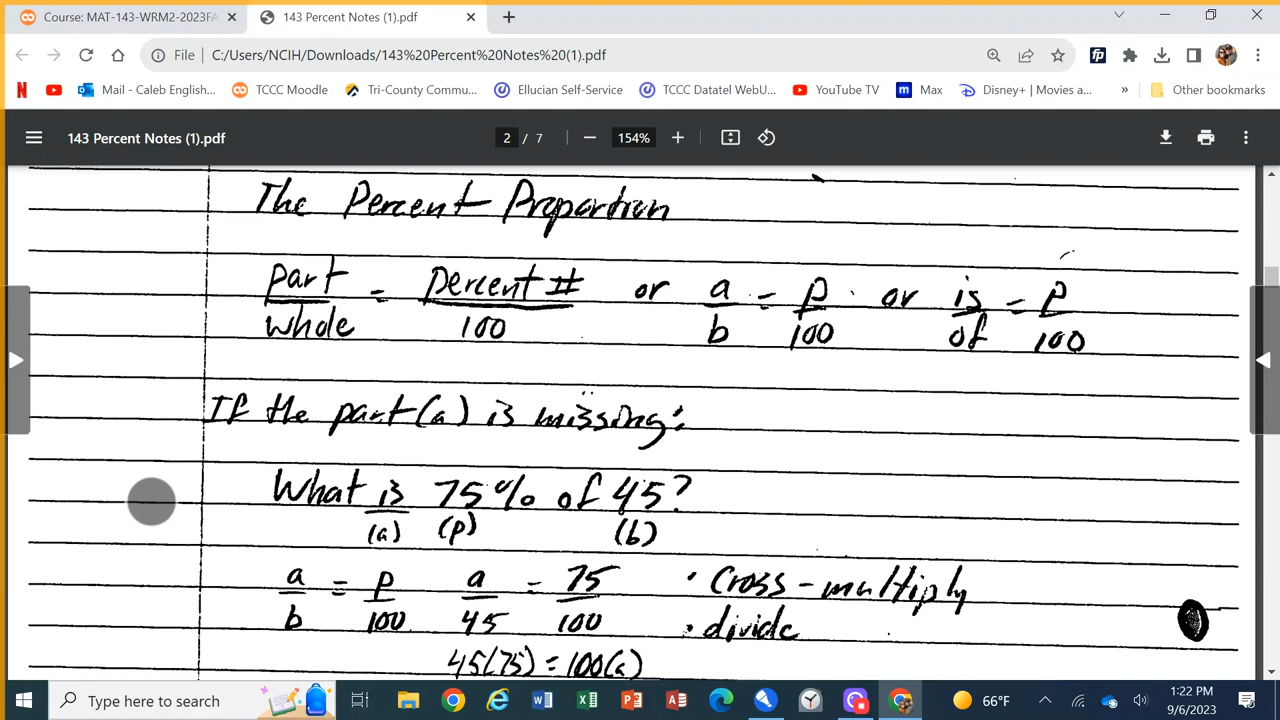 Course: MAT-143-WRM2-2023FA
143 Percent Notes (1).pdf
File C:/Users/NCIH/Downloads/143%20Percent%20Notes%20(1).pdf
Mail - Caleb English...
TCCC Moodle
Tri-County Commu...
Ellucian Self-Service
TCCC Datatel WebU...
YouTube TV
Max
Disney+ | Movies a...
»
Other bookmarks
143 Percent Notes (1).pdf
2 / 7
154%
The Percent Proportion
part = percent # or a = p or is = p
whole 100 b 100 of 100
If the part (a) is missing:
What is 75% of 45?
(a) (p) (b)
a = p a = 75 · Cross-multiply
b 100 45 100 · divide
45(75) = 100(a)
Type here to search
66°F
1:22 PM
9/6/2023